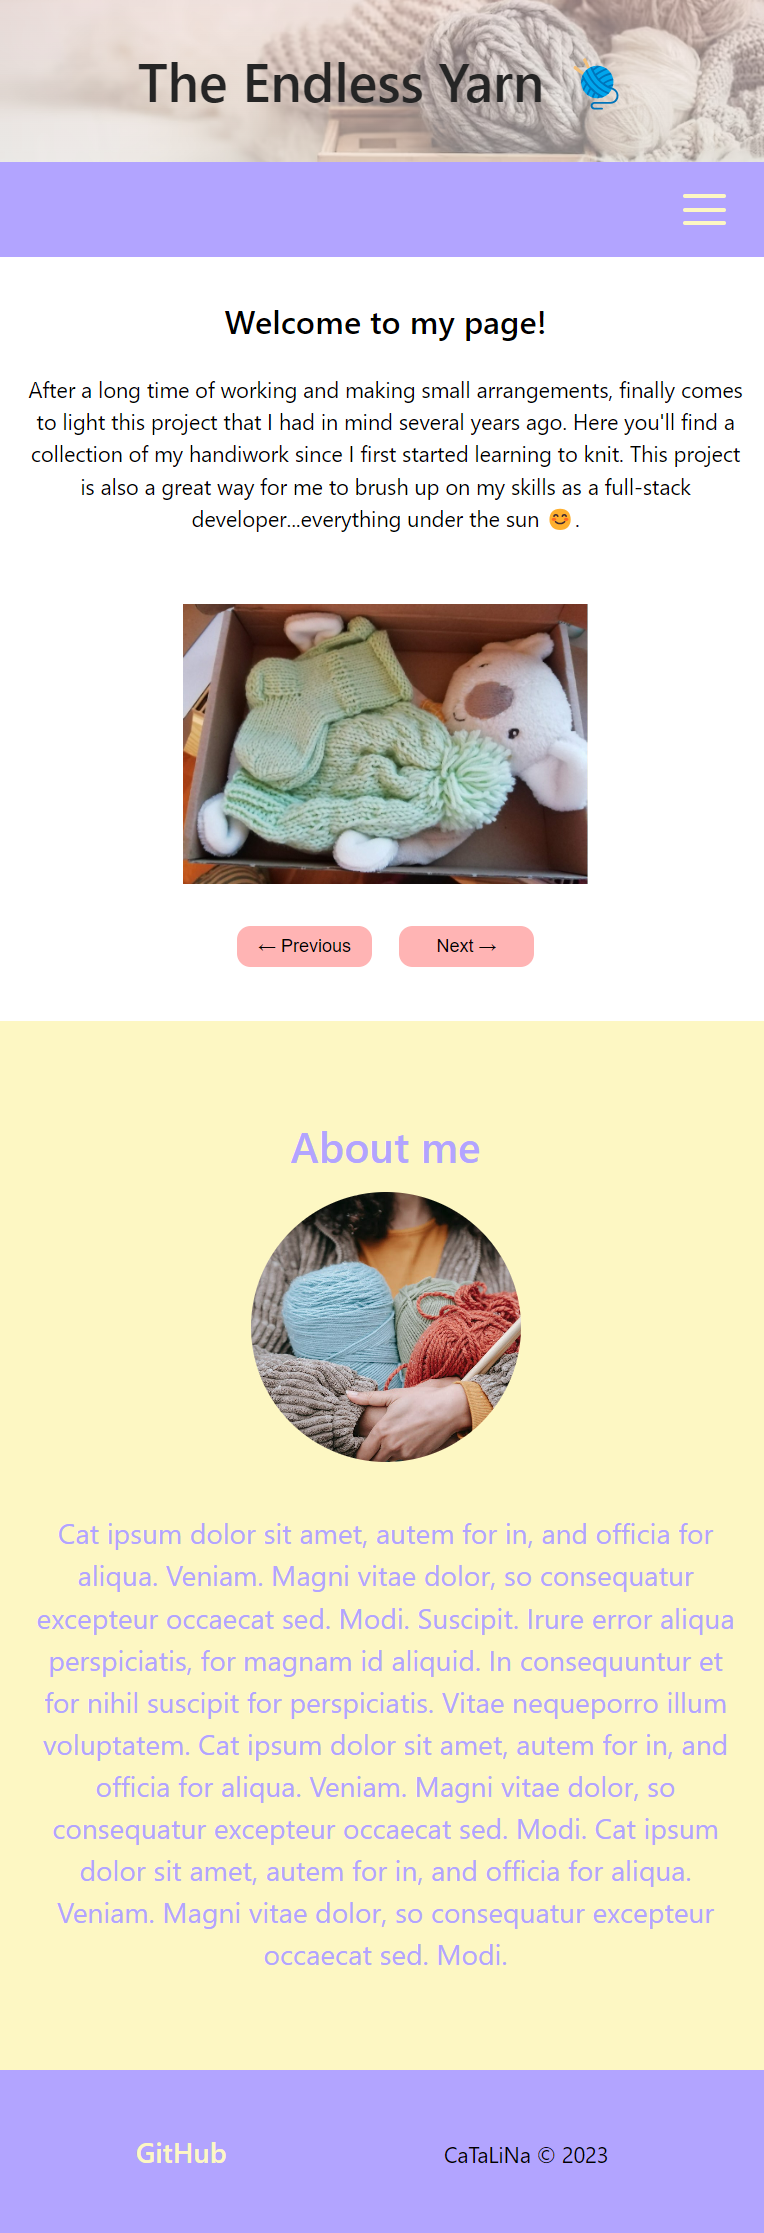 The Endless Yarn 🧶
Welcome to my page!
After a long time of working and making small arrangements, finally comes
to light this project that I had in mind several years ago. Here you'll find a
collection of my handiwork since I first started learning to knit. This project
is also a great way for me to brush up on my skills as a full-stack
developer...everything under the sun 😊.
← Previous
Next →
About me
Cat ipsum dolor sit amet, autem for in, and officia for
aliqua. Veniam. Magni vitae dolor, so consequatur
excepteur occaecat sed. Modi. Suscipit. Irure error aliqua
perspiciatis, for magnam id aliquid. In consequuntur et
for nihil suscipit for perspiciatis. Vitae nequeporro illum
voluptatem. Cat ipsum dolor sit amet, autem for in, and
officia for aliqua. Veniam. Magni vitae dolor, so
consequatur excepteur occaecat sed. Modi. Cat ipsum
dolor sit amet, autem for in, and officia for aliqua.
Veniam. Magni vitae dolor, so consequatur excepteur
occaecat sed. Modi.
GitHub
CaTaLiNa © 2023